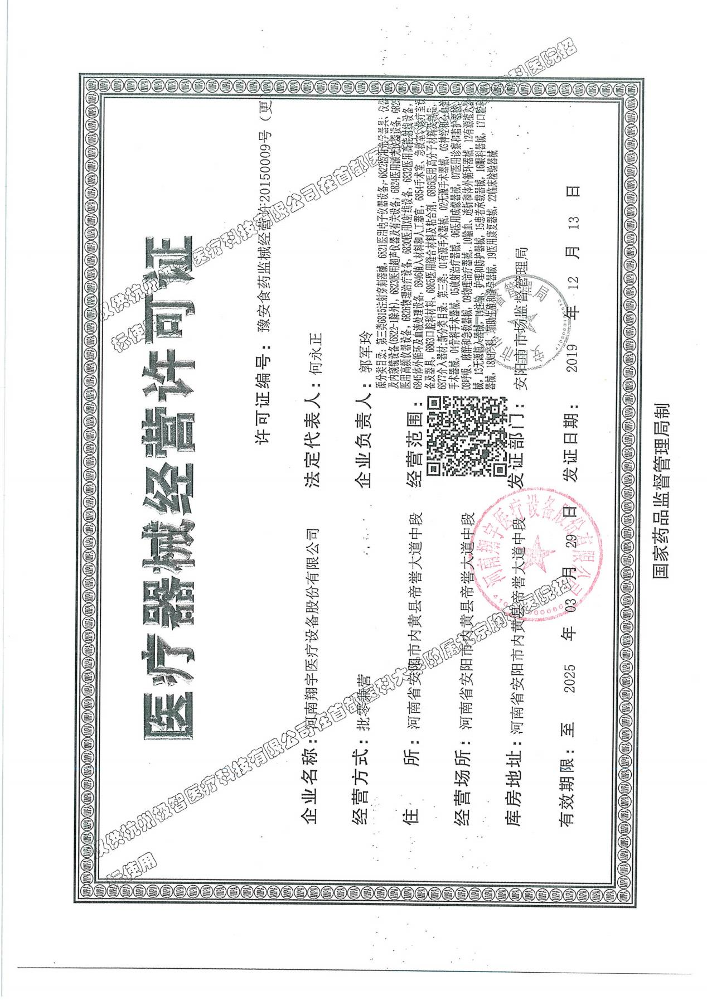 医疗器械经营许可证
许可证编号：豫安食药监械经营许20150009号（更
企业名称：河南翔宇医疗设备股份有限公司
法定代表人：何永正
经营方式：批零兼营
企业负责人：郭军玲
住 所：河南省安阳市内黄县帝喾大道中段
经营范围：
原分类目录：第三类6815注射穿刺器械，6821医用电子仪器设备，6822医用光学器具、仪器
及内窥镜设备(6822-1除外)，6823医用超声仪器及有关设备，6824医用激光仪器设备，6825
医用高频仪器设备，6826物理治疗设备，6830医用X射线设备，6832医用高能射线设备，
6845体外循环及血液处理设备，6846植入材料和人工器官，6854手术室、急救室、诊疗室设
备及器具，6863口腔科材料，6865医用缝合材料及粘合剂，6866医用高分子材料及制品，
6877介入器材;新分类目录：第三类：01有源手术器械，02无源手术器械，03神经和心血管
手术器械，04骨科手术器械，05放射治疗器械，06医用成像器械，07医用诊察和监护器械，
08呼吸、麻醉和急救器械，09物理治疗器械，10输血、透析和体外循环器械，12有源植入器
械，13无源植入器械，14注输、护理和防护器械，15患者承载器械，16眼科器械，17口腔科
器械，18妇产科、辅助生殖和避孕器械，19医用康复器械，22临床检验器械
经营场所：河南省安阳市内黄县帝喾大道中段
库房地址：河南省安阳市内黄县帝喾大道中段
发证部门：安阳市市场监督管理局
有效期限：至 2025 年 03 月 29 日
发证日期：2019 年 12 月 13 日
国家药品监督管理局制
河南翔宇医疗设备股份有限公司
仅供杭州投智医疗科技有限公司在首都医科大学附属北京胸科医院招
标使用
仅供杭州投智医疗科技有限公司在首都医
科医院招
标使用